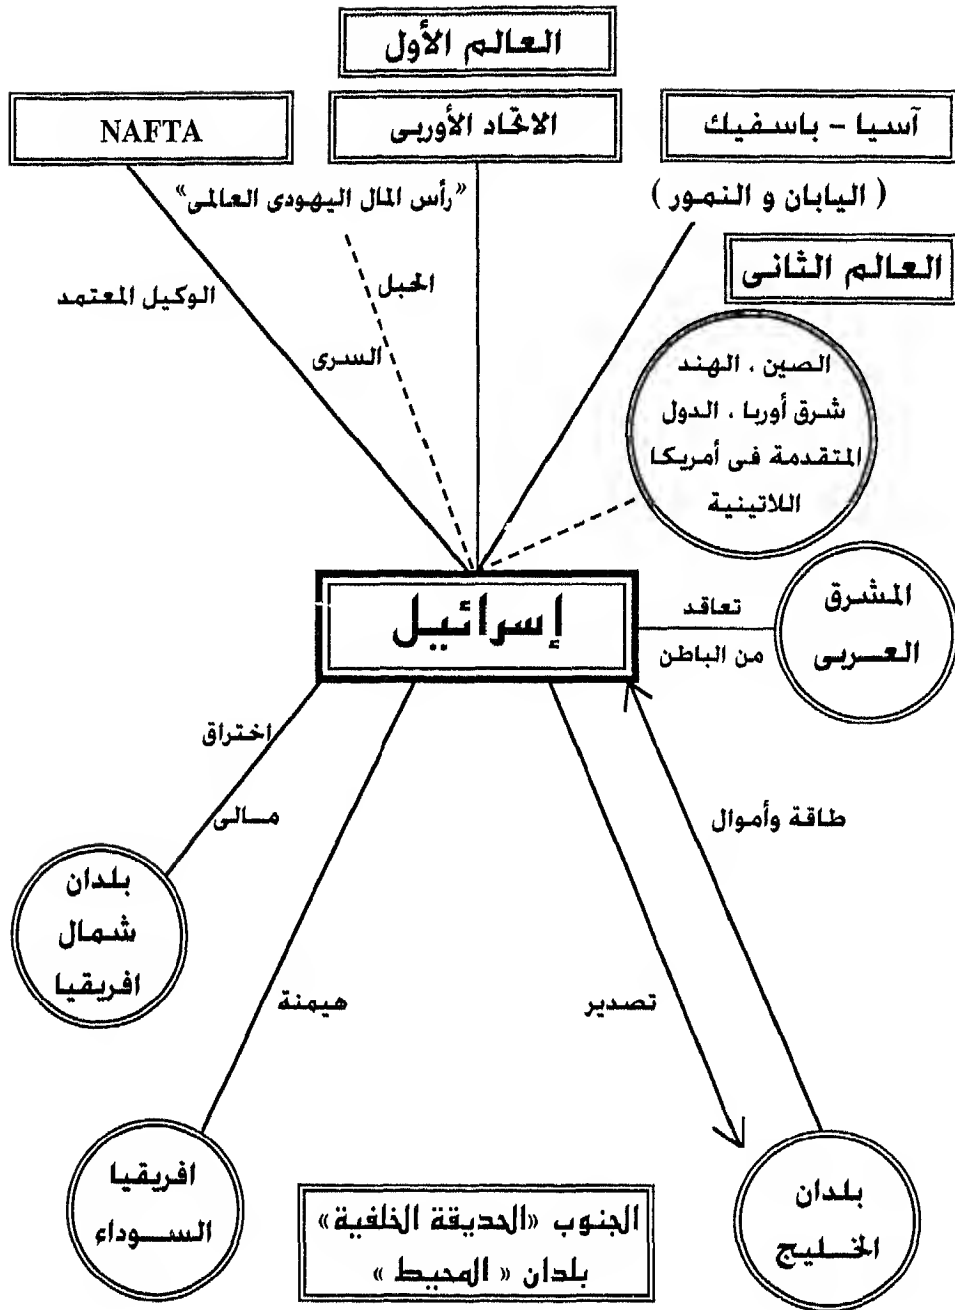 العالم الأول
آسيا - باسفيك
الاتحاد الأوربى
NAFTA
( اليابان و النمور )
«رأس المال اليهودى العالمى»
العالم الثانى
الحبل
السرى
الوكيل المعتمد
الصين ، الهند
شرق أوربا ، الدول
المتقدمة فى أمريكا
اللاتينية
إسرائيل
المشرق
العربى
تعاقد
من الباطن
اختراق
مالى
طاقة وأموال
بلدان
شمال
افريقيا
هيمنة
تصدير
افريقيا
السوداء
الجنوب «الحديقة الخلفية»
بلدان « المحيط »
بلدان
الخليج